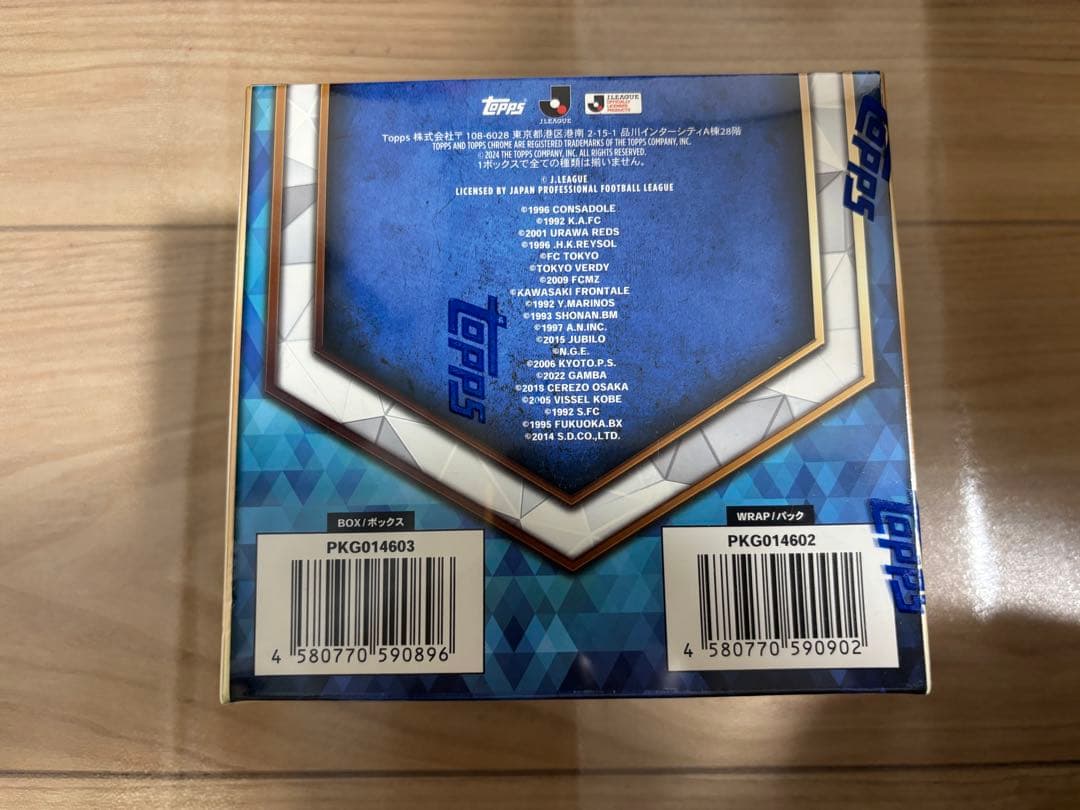 Topps J.LEAGUE J.LEAGUE OFFICIALLY LICENSED PRODUCTS
Topps 株式会社〒108-6028 東京都港区港南 2-15-1 品川インターシティA棟28階
TOPPS AND TOPPS CHROME ARE REGISTERED TRADEMARKS OF THE TOPPS COMPANY, INC.
©2024 THE TOPPS COMPANY, INC. ALL RIGHTS RESERVED.
1ボックスで全ての種類は揃いません。
© J.LEAGUE
LICENSED BY JAPAN PROFESSIONAL FOOTBALL LEAGUE
©1996 CONSADOLE
©1992 K.A.FC
©2001 URAWA REDS
©1996 .H.K.REYSOL
©FC TOKYO
©TOKYO VERDY
©2009 FCMZ
©KAWASAKI FRONTALE
©1992 Y.MARINOS
©1993 SHONAN.BM
©1997 A.N.INC.
©2015 JUBILO
©N.G.E.
©2006 KYOTO.P.S.
©2022 GAMBA
©2018 CEREZO OSAKA
©2005 VISSEL KOBE
©1992 S.FC
©1995 FUKUOKA.BX
©2014 S.D.CO.,LTD.
Topps
Topps
Topps
BOX/ボックス
PKG014603
4 580770 590896
WRAP/パック
PKG014602
4 580770 590902